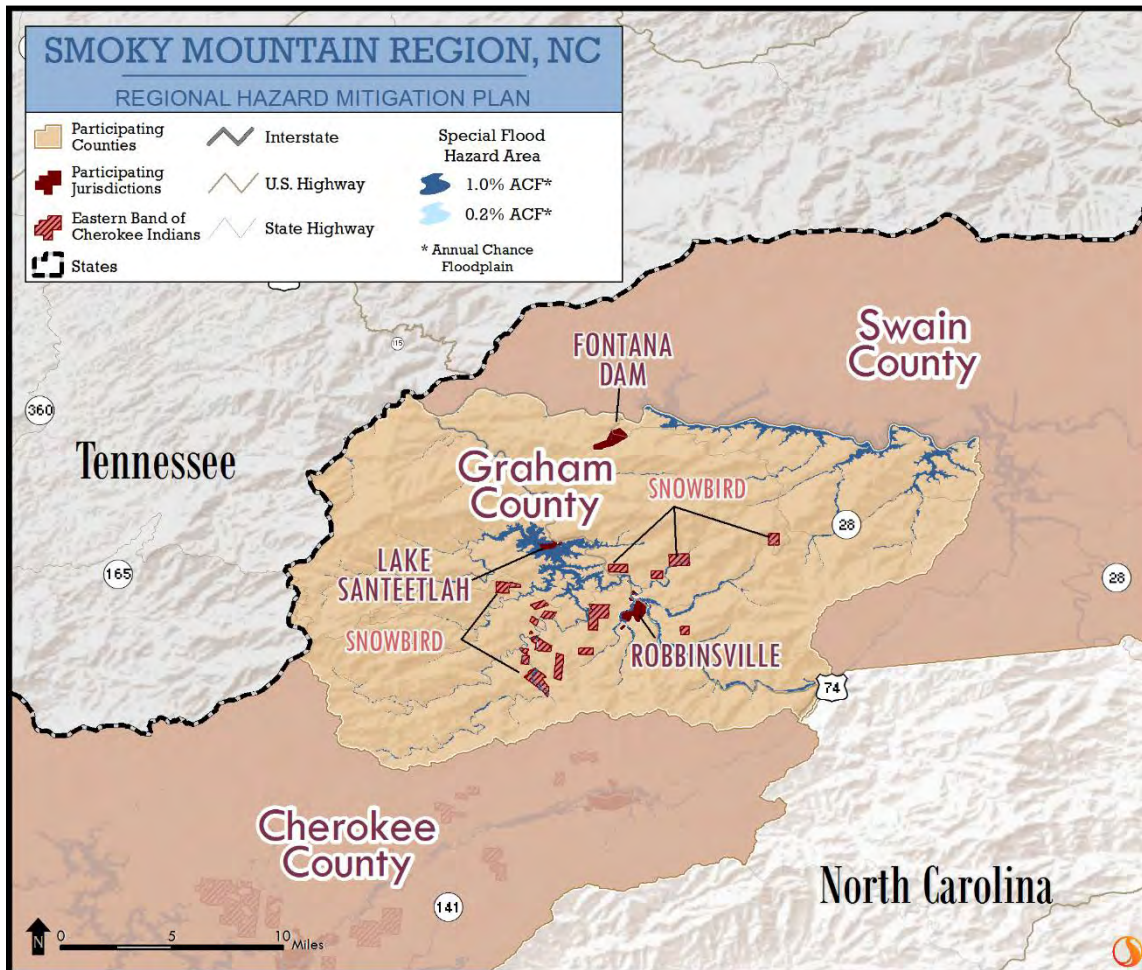 SMOKY MOUNTAIN REGION, NC
REGIONAL HAZARD MITIGATION PLAN
Participating
Counties
Participating
Jurisdictions
Eastern Band of
Cherokee Indians
States
Interstate
U.S. Highway
State Highway
Special Flood
Hazard Area
1.0% ACF*
0.2% ACF*
* Annual Chance
Floodplain
115
360
Tennessee
165
FONTANA
DAM
Swain
County
Graham
County
SNOWBIRD
28
28
LAKE
SANTEETLAH
SNOWBIRD
ROBBINSVILLE
74
Cherokee
County
141
North Carolina
N
0 5 10
Miles